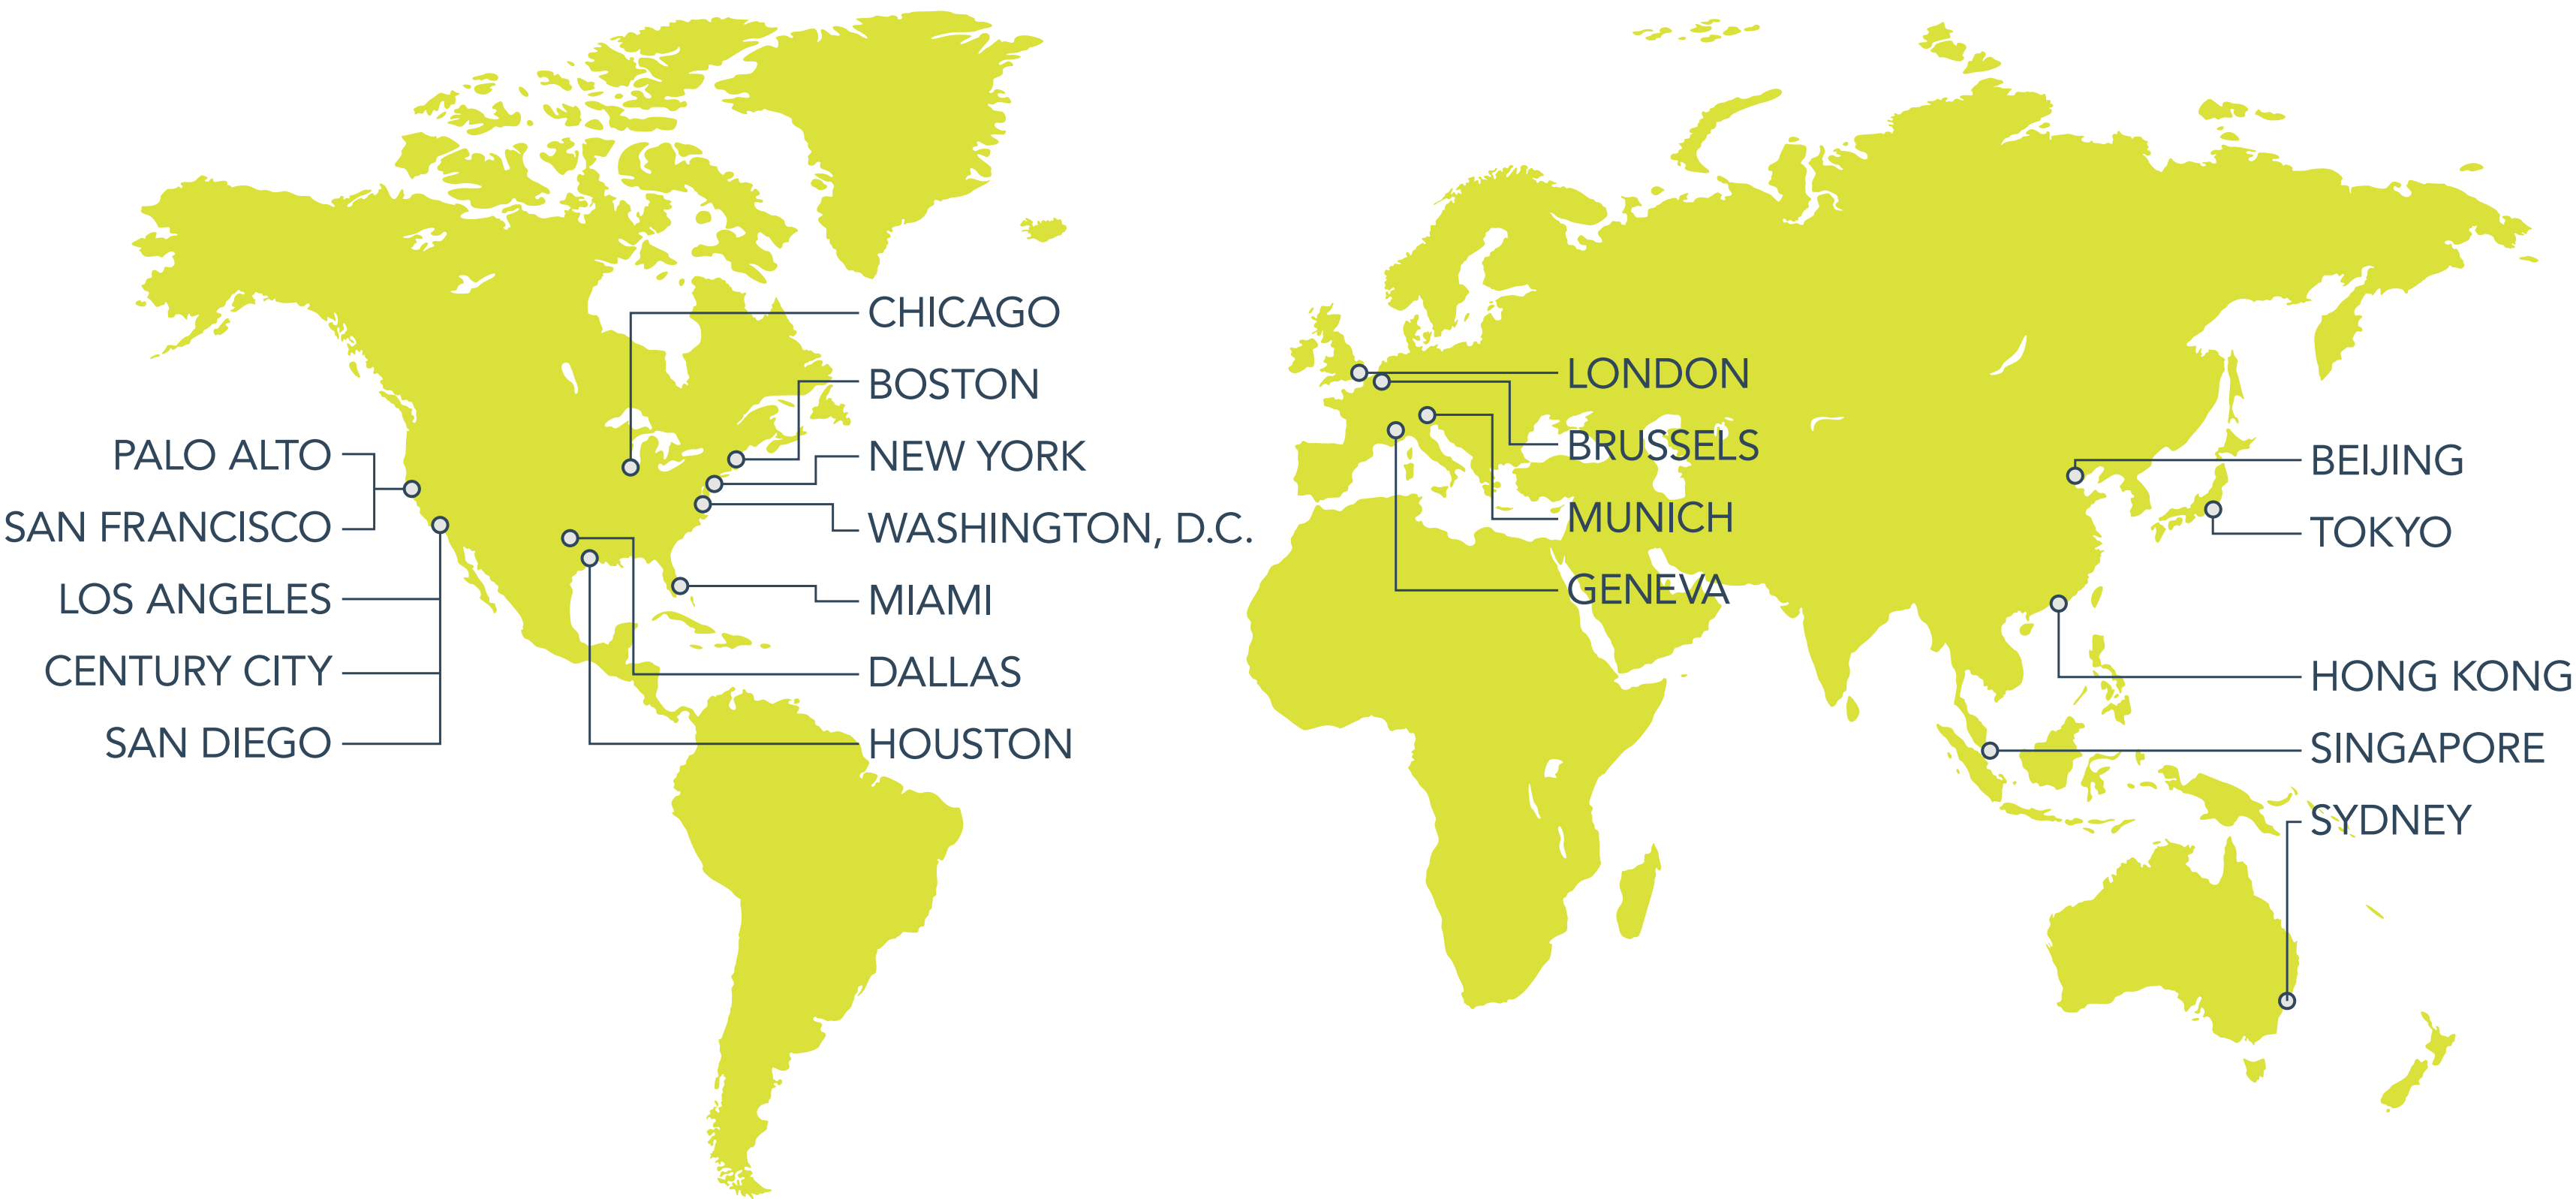 PALO ALTO
SAN FRANCISCO
LOS ANGELES
CENTURY CITY
SAN DIEGO
CHICAGO
BOSTON
NEW YORK
WASHINGTON, D.C.
MIAMI
DALLAS
HOUSTON
LONDON
BRUSSELS
MUNICH
GENEVA
BEIJING
TOKYO
HONG KONG
SINGAPORE
SYDNEY